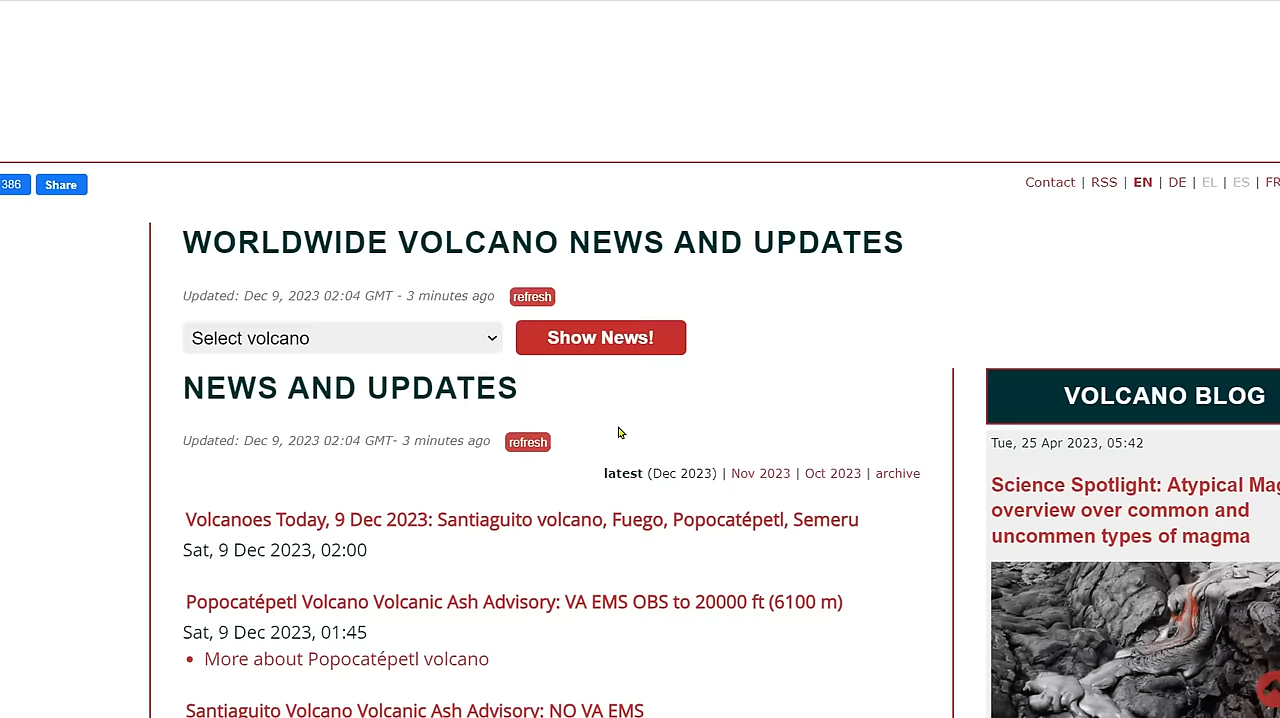 386 Share
Contact | RSS | EN | DE | EL | ES | FR
WORLDWIDE VOLCANO NEWS AND UPDATES
Updated: Dec 9, 2023 02:04 GMT - 3 minutes ago refresh
Select volcano Show News!
NEWS AND UPDATES
Updated: Dec 9, 2023 02:04 GMT- 3 minutes ago refresh
latest (Dec 2023) | Nov 2023 | Oct 2023 | archive
Volcanoes Today, 9 Dec 2023: Santiaguito volcano, Fuego, Popocatépetl, Semeru
Sat, 9 Dec 2023, 02:00
Popocatépetl Volcano Volcanic Ash Advisory: VA EMS OBS to 20000 ft (6100 m)
Sat, 9 Dec 2023, 01:45
• More about Popocatépetl volcano
Santiaguito Volcano Volcanic Ash Advisory: NO VA EMS
VOLCANO BLOG
Tue, 25 Apr 2023, 05:42
Science Spotlight: Atypical
overview over common and
uncommen types of magma